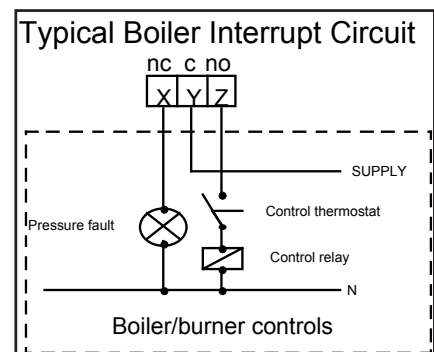 Typical Boiler Interrupt Circuit
nc c no
X Y Z
SUPPLY
Control thermostat
Pressure fault
Control relay
N
Boiler/burner controls